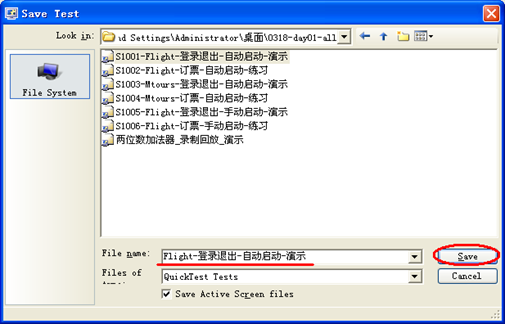 Save Test
Look in:
ıd Settings\Administrator\桌面\0318-day01-all
File System
S1001-Flight-登录退出-自动启动-演示
S1002-Flight-订票-自动启动-练习
S1003-Mtours-登录退出-自动启动-演示
S1004-Mtours-订票-自动启动-练习
S1005-Flight-登录退出-手动启动-演示
S1006-Flight-订票-手动启动-练习
两位数加法器_录制回放_演示
File name:
Flight-登录退出-自动启动-演示
Save
Files of
QuickTest Tests
Cancel
Save Active Screen files